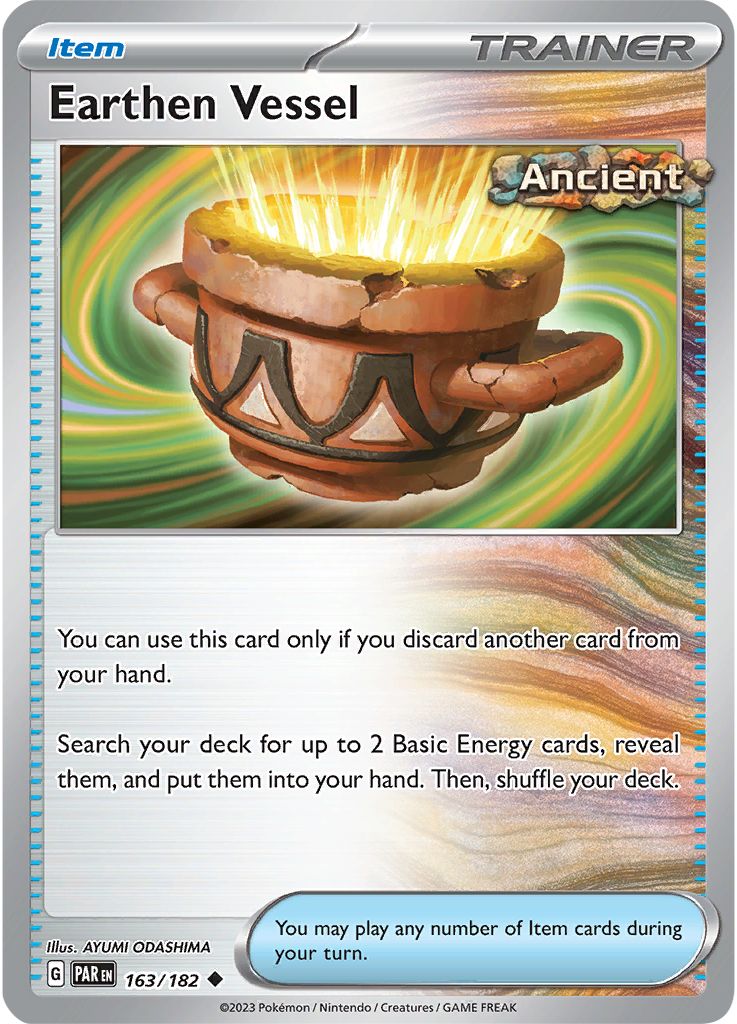 Item
TRAINER
Earthen Vessel
Ancient
You can use this card only if you discard another card from
your hand.
Search your deck for up to 2 Basic Energy cards, reveal
them, and put them into your hand. Then, shuffle your deck.
You may play any number of Item cards during
your turn.
Illus. AYUMI ODASHIMA
G PAR EN 163/182
©2023 Pokémon / Nintendo / Creatures / GAME FREAK